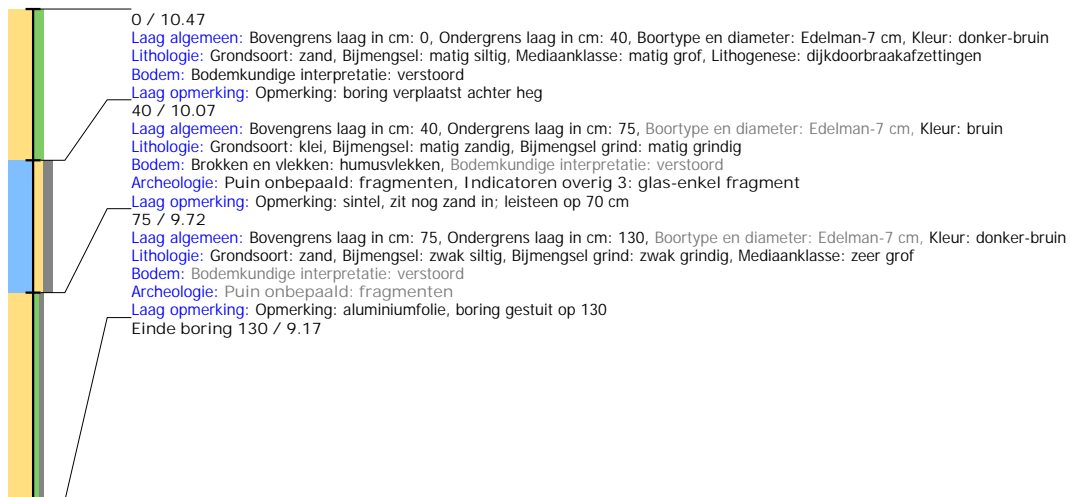 0 / 10.47
Laag algemeen: Bovengrens laag in cm: 0, Ondergrens laag in cm: 40, Boortype en diameter: Edelman-7 cm, Kleur: donker-bruin
Lithologie: Grondsoort: zand, Bijmengsel: matig siltig, Mediaanklasse: matig grof, Lithogenese: dijkdoorbraakafzettingen
Bodem: Bodemkundige interpretatie: verstoord
Laag opmerking: Opmerking: boring verplaatst achter heg
40 / 10.07
Laag algemeen: Bovengrens laag in cm: 40, Ondergrens laag in cm: 75, Boortype en diameter: Edelman-7 cm, Kleur: bruin
Lithologie: Grondsoort: klei, Bijmengsel: matig zandig, Bijmengsel grind: matig grindig
Bodem: Brokken en vlekken: humusvlekken, Bodemkundige interpretatie: verstoord
Archeologie: Puin onbepaald: fragmenten, Indicatoren overig 3: glas-enkel fragment
Laag opmerking: Opmerking: sintel, zit nog zand in; leisteen op 70 cm
75 / 9.72
Laag algemeen: Bovengrens laag in cm: 75, Ondergrens laag in cm: 130, Boortype en diameter: Edelman-7 cm, Kleur: donker-bruin
Lithologie: Grondsoort: zand, Bijmengsel: zwak siltig, Bijmengsel grind: zwak grindig, Mediaanklasse: zeer grof
Bodem: Bodemkundige interpretatie: verstoord
Archeologie: Puin onbepaald: fragmenten
Laag opmerking: Opmerking: aluminiumfolie, boring gestuit op 130
Einde boring 130 / 9.17